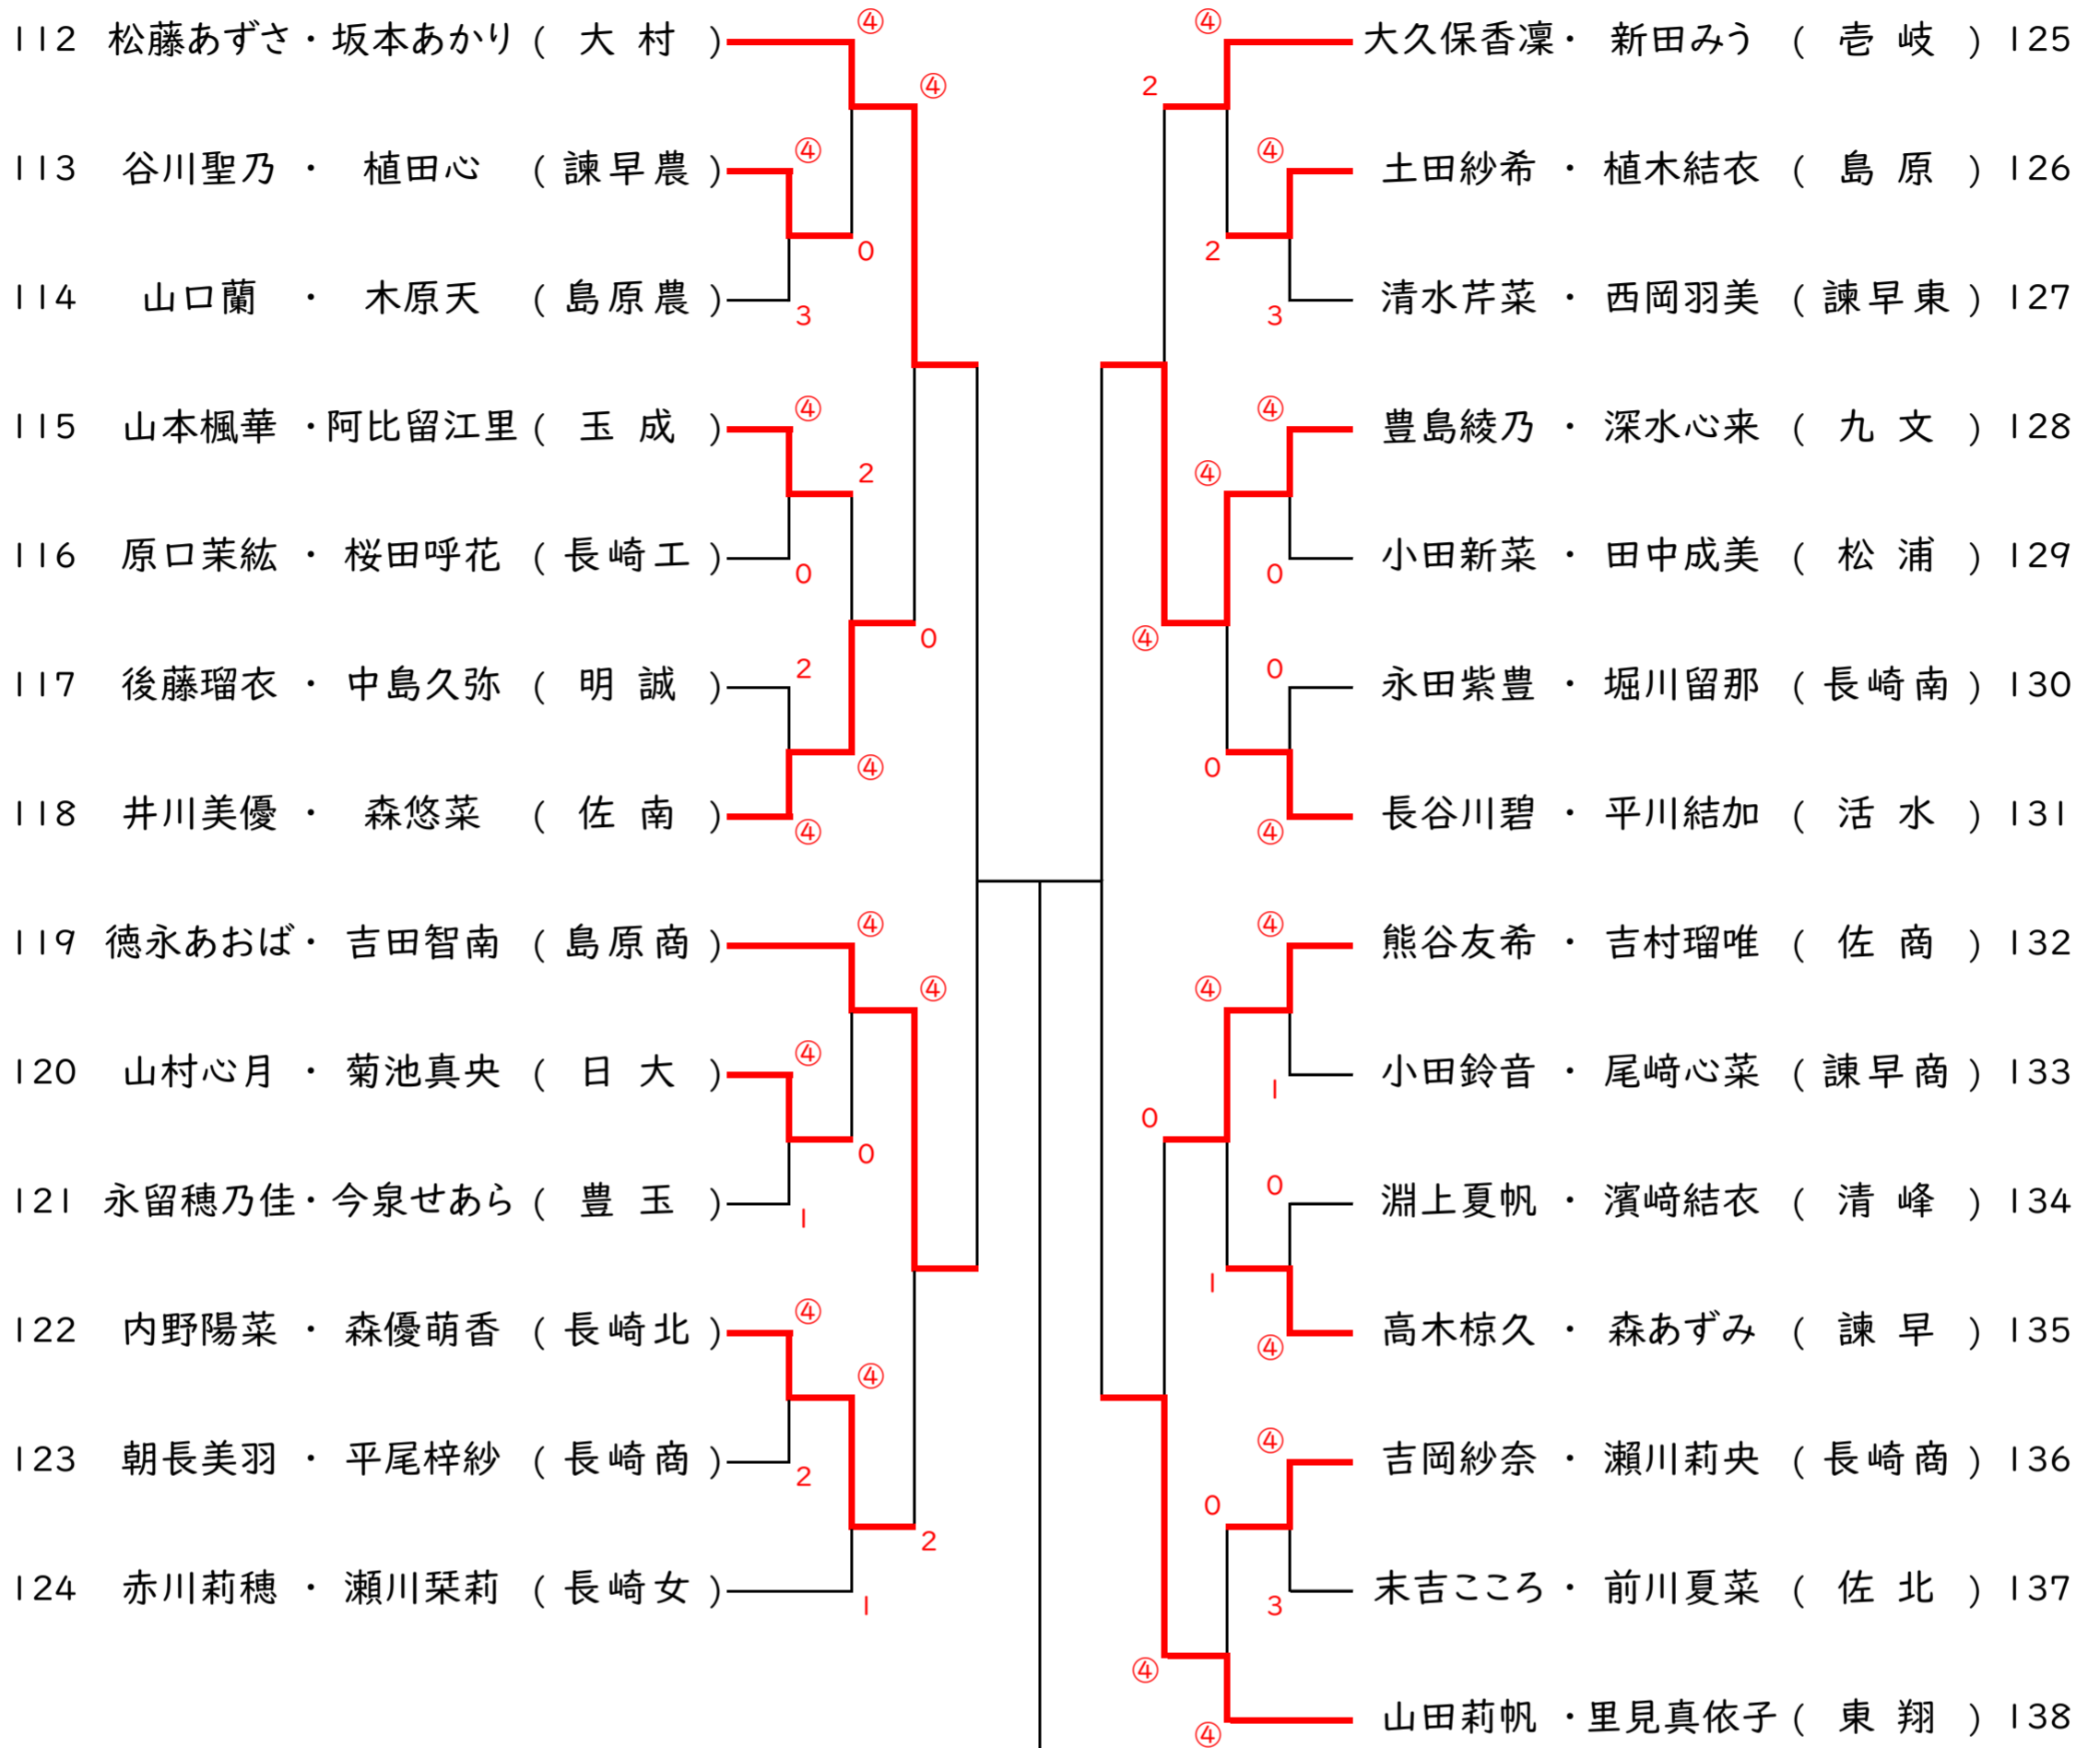 112 松藤あずさ・坂本あかり ( 大村 )
④
④
113 谷川聖乃 ・ 植田心 ( 諫早農 )
④
0
114 山口蘭 ・ 木原天 ( 島原農 )
3
115 山本楓華 ・阿比留江里 ( 玉成 )
④
2
116 原口茉紘 ・ 桜田呼花 ( 長崎工 )
0
0
117 後藤瑠衣 ・ 中島久弥 ( 明誠 )
2
④
118 井川美優 ・ 森悠菜 ( 佐南 )
④
119 徳永あおば・ 吉田智南 ( 島原商 )
④
④
120 山村心月 ・ 菊池真央 ( 日大 )
④
0
121 永留穂乃佳・今泉せあら ( 豊玉 )
1
122 内野陽菜 ・ 森優萌香 ( 長崎北 )
④
④
123 朝長美羽 ・ 平尾梓紗 ( 長崎商 )
2
2
124 赤川莉穂 ・ 瀬川栞莉 ( 長崎女 )
1
④
大久保香凜・ 新田みう ( 壱岐 ) 125
2
④
土田紗希 ・ 植木結衣 ( 島原 ) 126
2
清水芹菜 ・ 西岡羽美 ( 諫早東 ) 127
3
④
豊島綾乃 ・ 深水心来 ( 九文 ) 128
④
小田新菜 ・ 田中成美 ( 松浦 ) 129
0
④
0
永田紫豊 ・ 堀川留那 ( 長崎南 ) 130
0
長谷川碧 ・ 平川結加 ( 活水 ) 131
④
④
熊谷友希 ・ 吉村瑠唯 ( 佐商 ) 132
④
小田鈴音 ・ 尾﨑心菜 ( 諌早商 ) 133
1
0
0
淵上夏帆 ・ 濱﨑結衣 ( 清峰 ) 134
1
高木椋久 ・ 森あずみ ( 諫早 ) 135
④
④
吉岡紗奈 ・ 瀬川莉央 ( 長崎商 ) 136
0
末吉こころ ・ 前川夏菜 ( 佐北 ) 137
3
④
山田莉帆 ・里見真依子 ( 東翔 ) 138
④